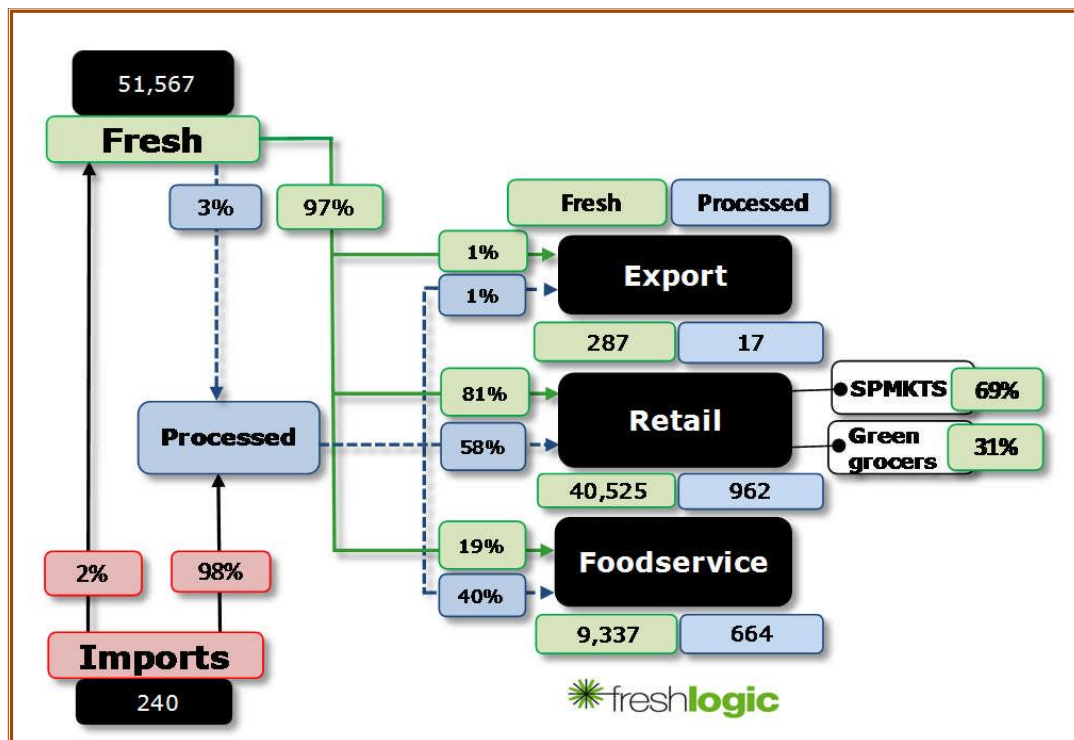 51,567
Fresh
3%
97%
Fresh
Processed
1%
Export
1%
287
17
81%
SPMKTS
69%
Retail
Processed
58%
Green
grocers
31%
40,525
962
19%
Foodservice
2%
98%
40%
9,337
664
Imports
240
freshlogic